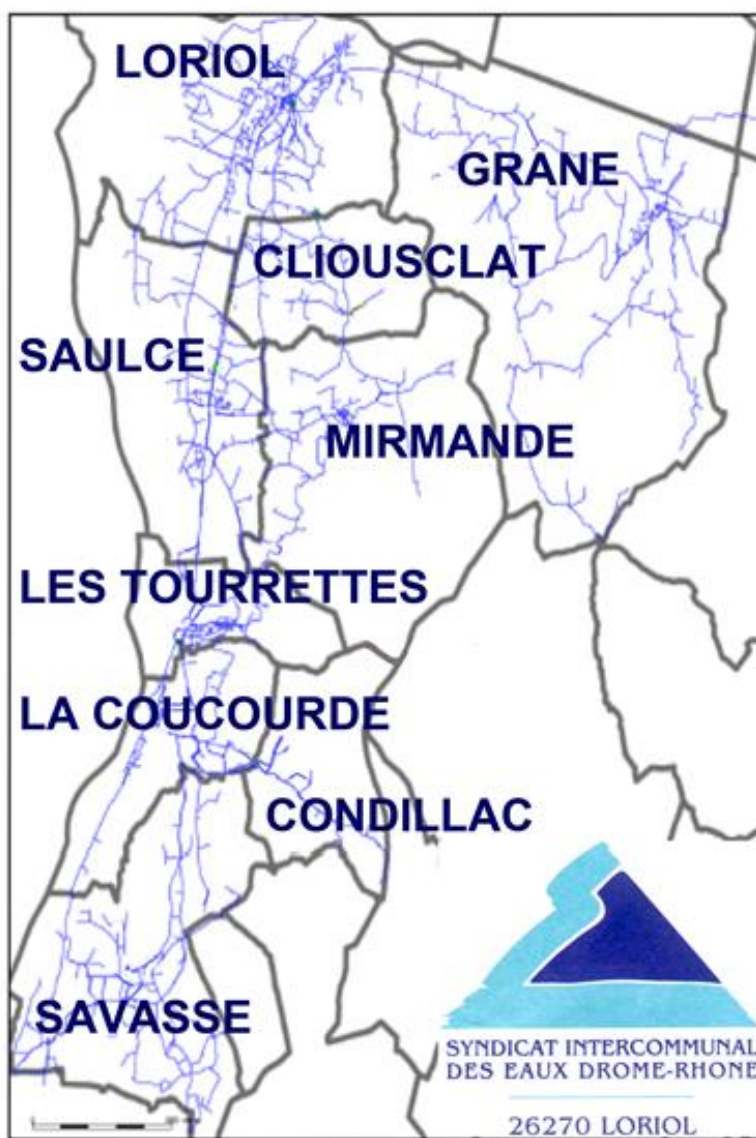 LORIOL
GRANE
CLIOUSCLAT
SAULCE
MIRMANDE
LES TOURRETTES
LA COUCOURDE
CONDILLAC
SAVASSE
SYNDICAT INTERCOMMUNAL
DES EAUX DROME-RHONE
26270 LORIOL